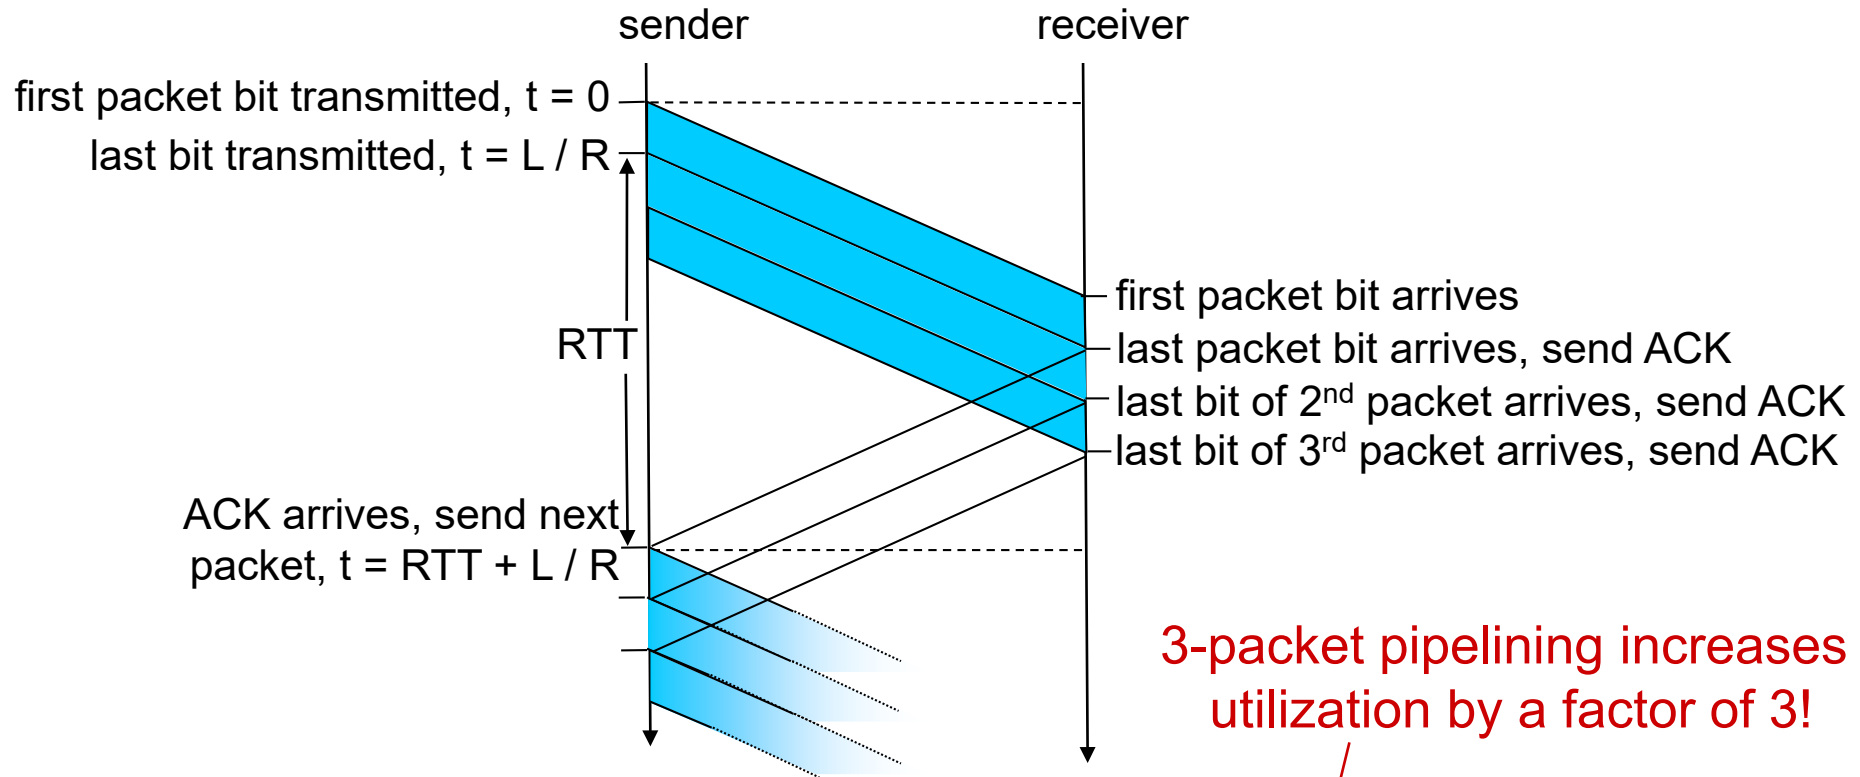 sender
receiver
first packet bit transmitted, t = 0
last bit transmitted, t = L / R
RTT
first packet bit arrives
last packet bit arrives, send ACK
last bit of 2nd packet arrives, send ACK
last bit of 3rd packet arrives, send ACK
ACK arrives, send next
packet, t = RTT + L / R
3-packet pipelining increases
utilization by a factor of 3!